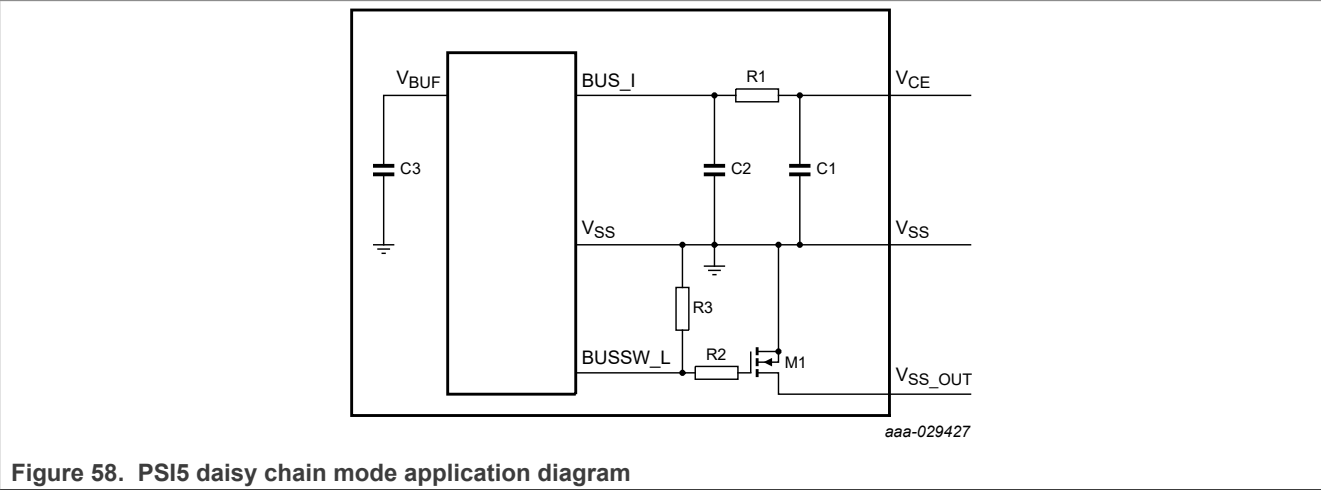 VBUF
BUS_I
R1
VCE
C3
C2
C1
VSS
VSS
R3
BUSSW_L
R2
M1
VSS_OUT
aaa-029427
Figure 58. PSI5 daisy chain mode application diagram